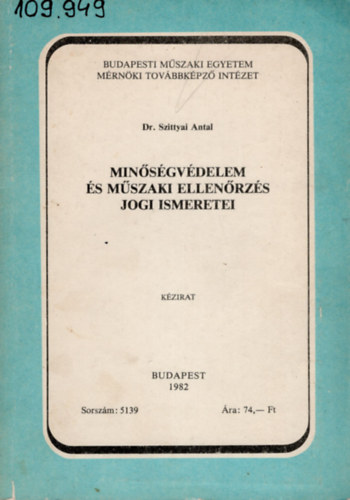 109.949
BUDAPESTI MŰSZAKI EGYETEM
MÉRNÖKI TOVÁBBKÉPZŐ INTÉZET
Dr. Szittyai Antal
MINŐSÉGVÉDELEM
ÉS MŰSZAKI ELLENŐRZÉS
JOGI ISMERETEI
KÉZIRAT
BUDAPEST
1982
Sorszám: 5139 Ára: 74,— Ft